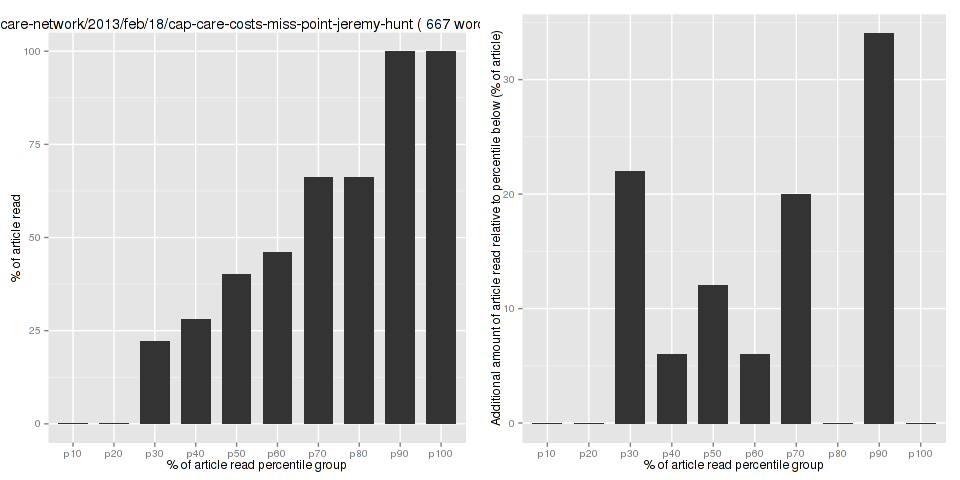 care-network/2013/feb/18/cap-care-costs-miss-point-jeremy-hunt ( 667 wor
% of article read
100
75
50
25
0
p10 p20 p30 p40 p50 p60 p70 p80 p90 p100
% of article read percentile group
Additional amount of article read relative to percentile below (% of article)
30
20
10
0
p10 p20 p30 p40 p50 p60 p70 p80 p90 p100
% of article read percentile group